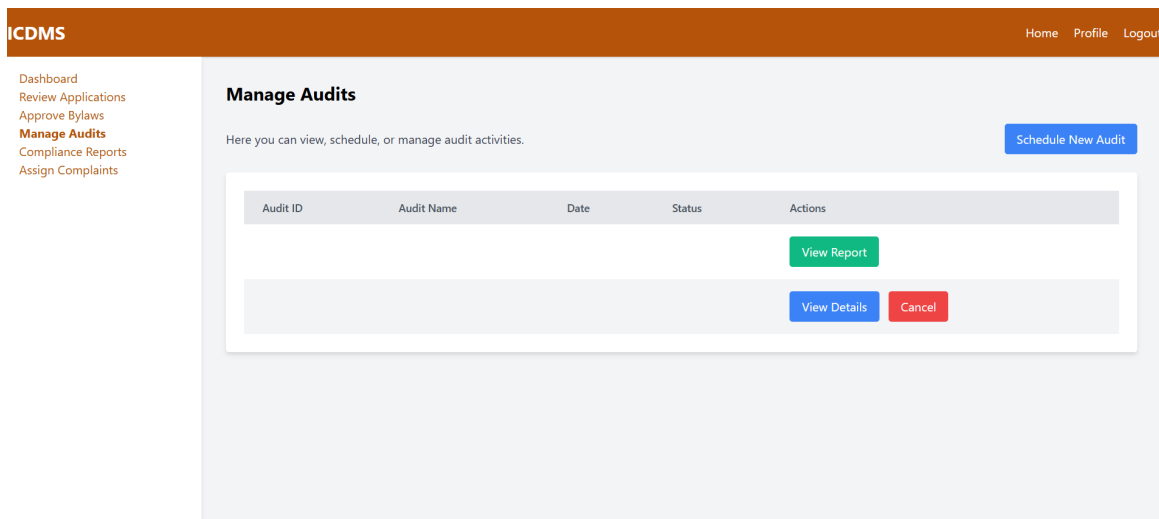 ICDMS
Home Profile Logout
Dashboard
Review Applications
Approve Bylaws
Manage Audits
Compliance Reports
Assign Complaints
Manage Audits
Here you can view, schedule, or manage audit activities.
Schedule New Audit
Audit ID Audit Name Date Status Actions
View Report
View Details Cancel